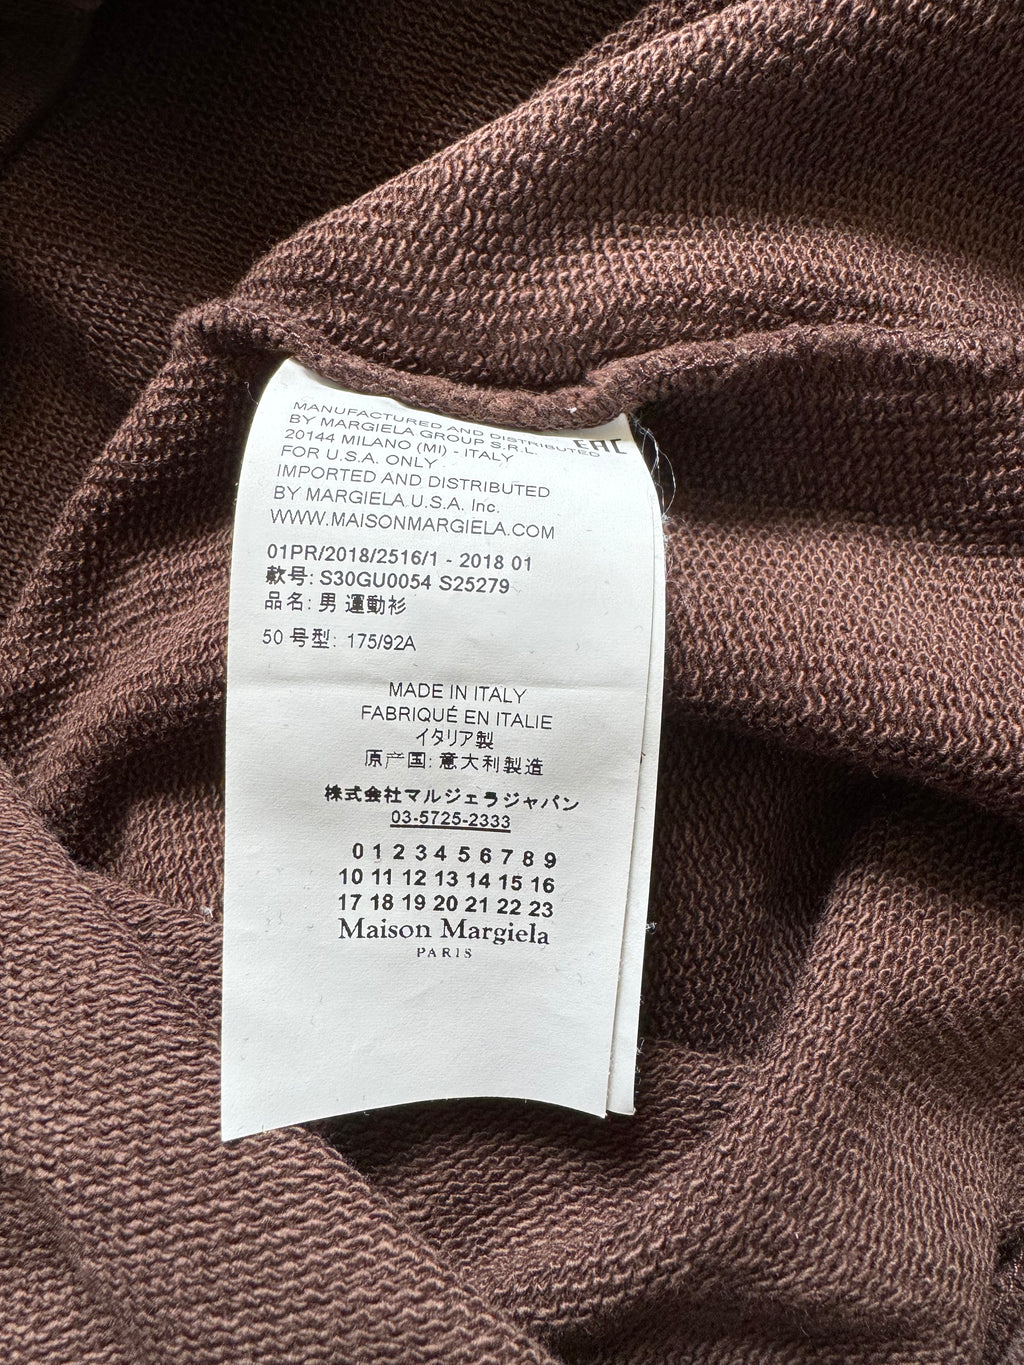 MANUFACTURED AND DISTRIBUTED
BY MARGIELA GROUP S.R.L.
EAC
20144 MILANO (MI) - ITALY
FOR U.S.A. ONLY
IMPORTED AND DISTRIBUTED
BY MARGIELA U.S.A. Inc.
WWW.MAISONMARGIELA.COM
01PR/2018/2516/1 - 2018 01
款号: S30GU0054 S25279
品名: 男 運動衫
50 号型: 175/92A
MADE IN ITALY
FABRIQUÉ EN ITALIE
イタリア製
原产国: 意大利製造
株式会社マルジェラジャパン
03-5725-2333
0 1 2 3 4 5 6 7 8 9
10 11 12 13 14 15 16
17 18 19 20 21 22 23
Maison Margiela
PARIS